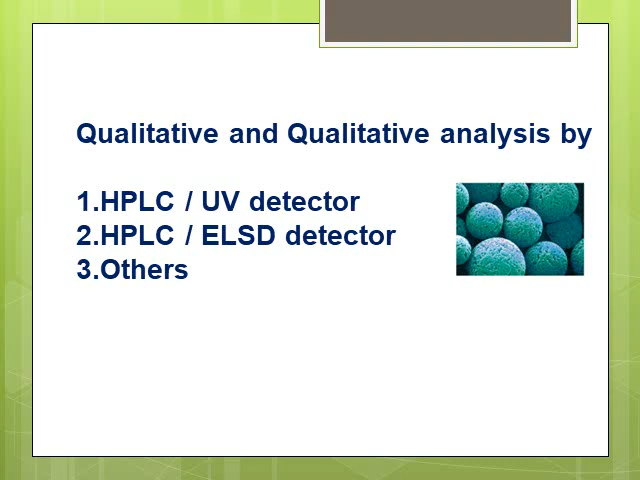 Qualitative and Qualitative analysis by
1.HPLC / UV detector
2.HPLC / ELSD detector
3.Others